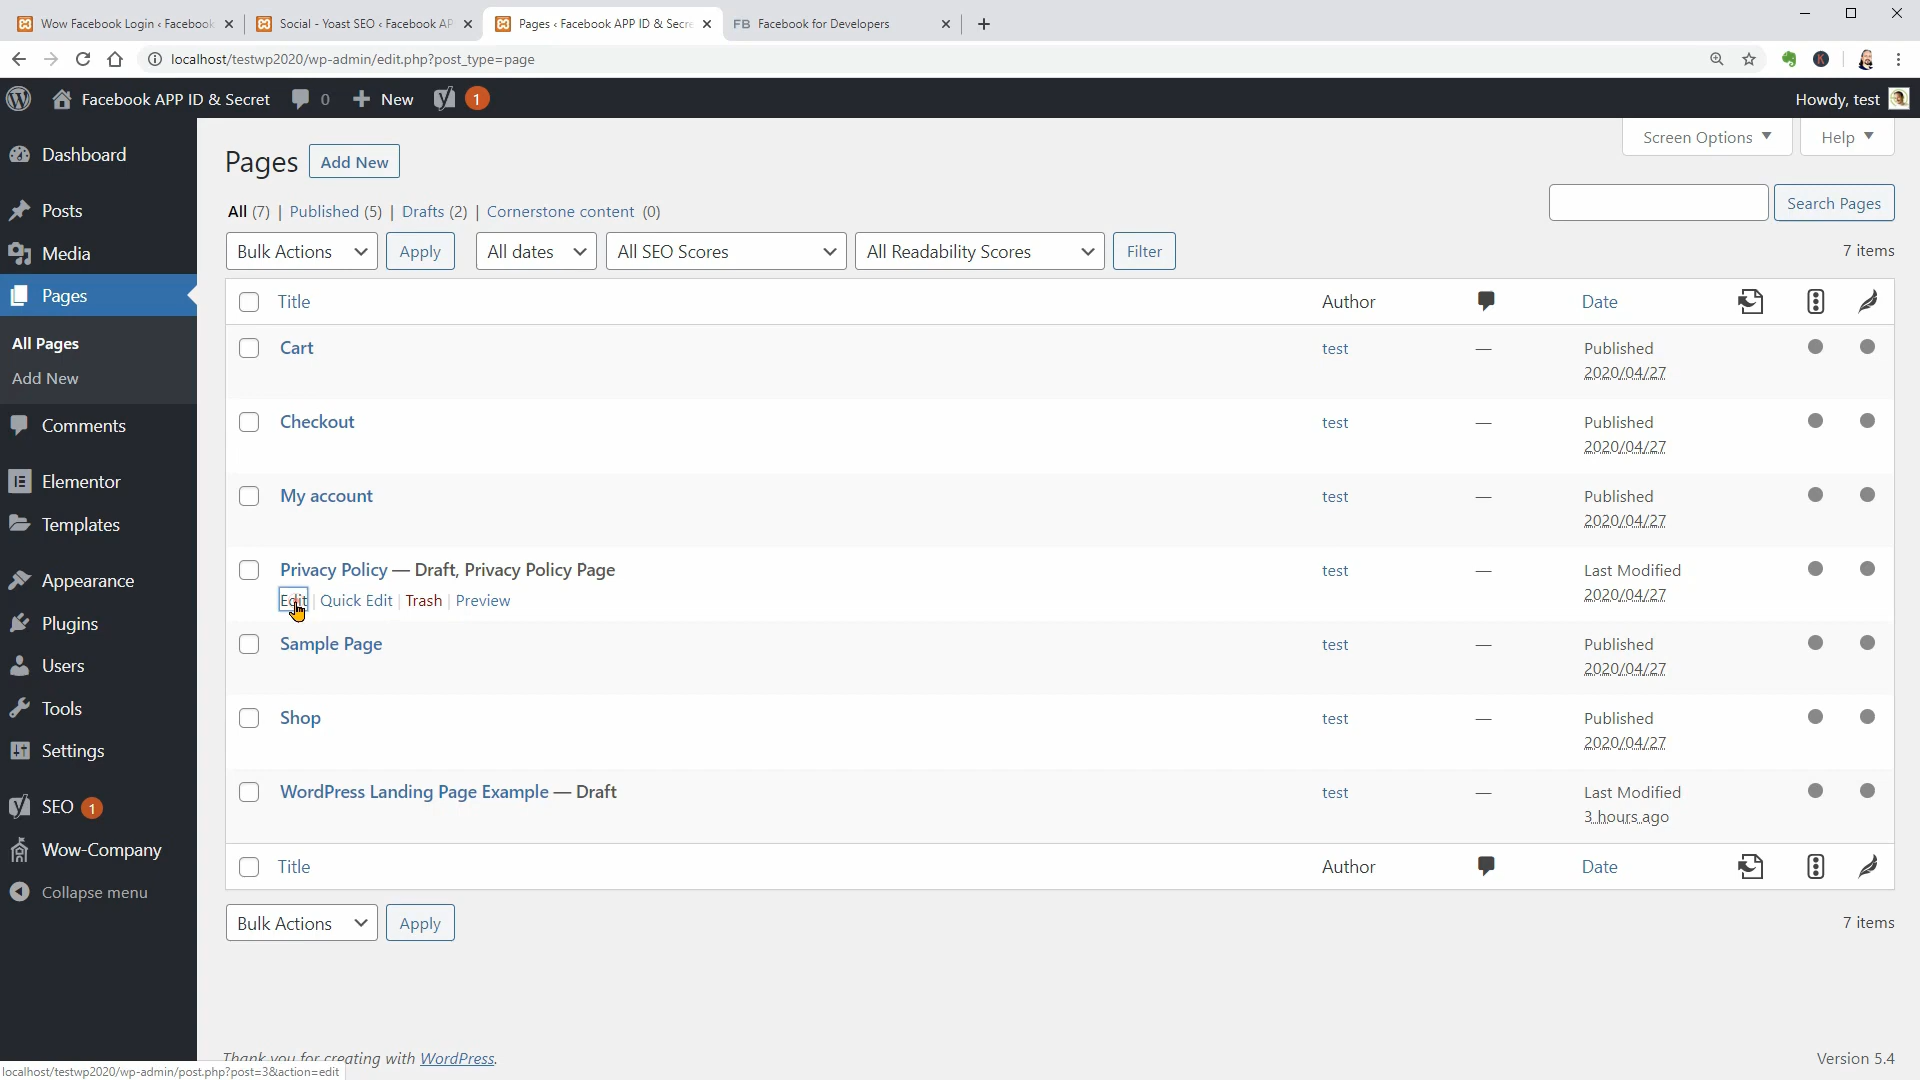 Wow Facebook Login ‹ Facebook
Social - Yoast SEO ‹ Facebook AP
Pages ‹ Facebook APP ID & Secre
FB Facebook for Developers
localhost/testwp2020/wp-admin/edit.php?post_type=page
Facebook APP ID & Secret 0 New 1
Howdy, test
Dashboard
Posts
Media
Pages
All Pages
Add New
Comments
Elementor
Templates
Appearance
Plugins
Users
Tools
Settings
SEO 1
Wow-Company
Collapse menu
Screen Options
Help
Pages Add New
All (7) | Published (5) | Drafts (2) | Cornerstone content (0)
Search Pages
Bulk Actions Apply All dates All SEO Scores All Readability Scores Filter 7 items
Title Author Date
Cart test — Published
2020/04/27
Checkout test — Published
2020/04/27
My account test — Published
2020/04/27
Privacy Policy — Draft, Privacy Policy Page test — Last Modified
2020/04/27
Edit | Quick Edit | Trash | Preview
Sample Page test — Published
2020/04/27
Shop test — Published
2020/04/27
WordPress Landing Page Example — Draft test — Last Modified
3 hours ago
Title Author Date
Bulk Actions Apply 7 items
Thank you for creating with WordPress.
Version 5.4
localhost/testwp2020/wp-admin/post.php?post=3&action=edit